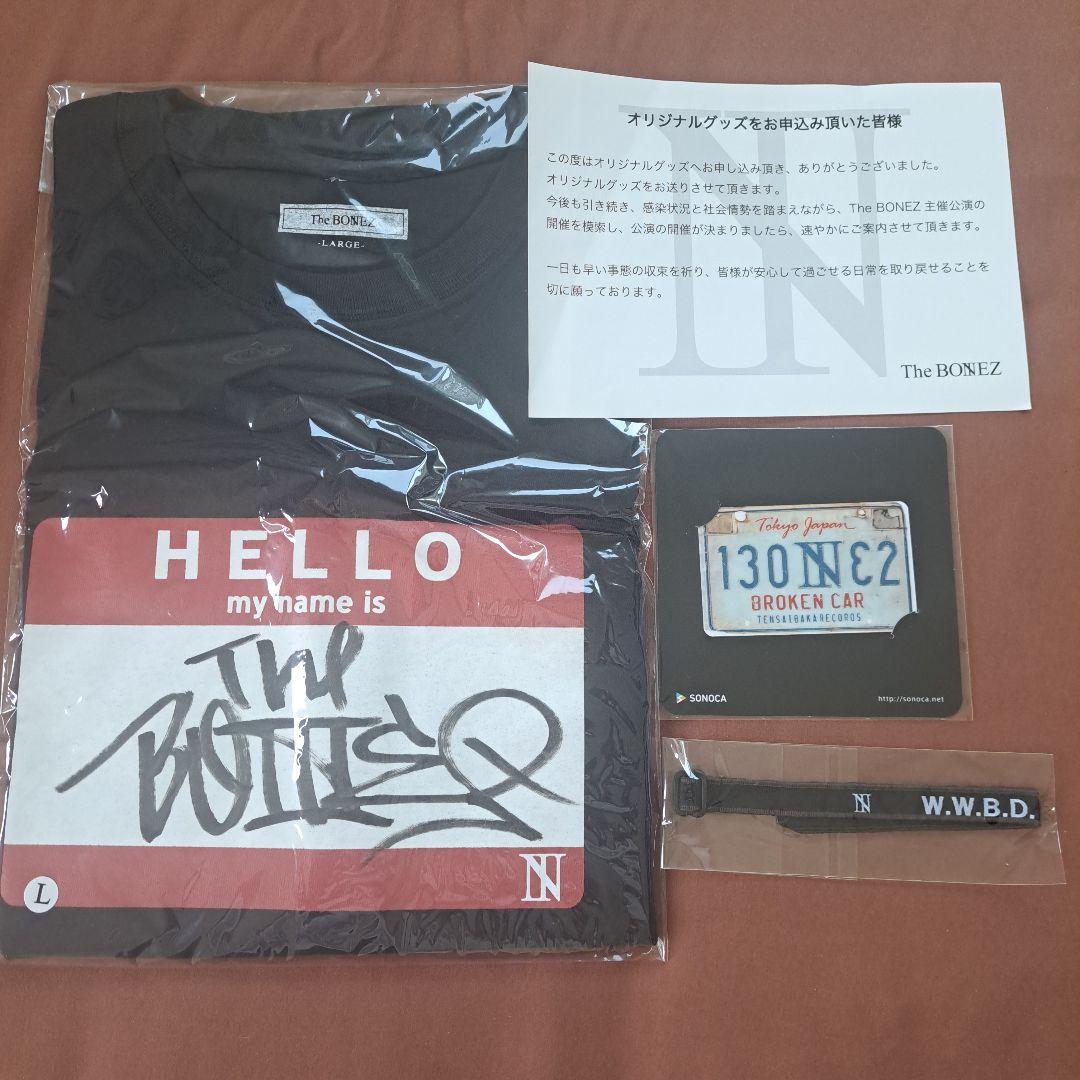 The BONEZ
-LARGE-
HELLO
my name is
The
BONEZ
N
L
オリジナルグッズをお申込み頂いた皆様
この度はオリジナルグッズへお申し込み頂き、ありがとうございました。
オリジナルグッズをお送りさせて頂きます。
今後も引き続き、感染状況と社会情勢を踏まえながら、The BONEZ 主催公演の
開催を模索し、公演の開催が決まりましたら、速やかにご案内させて頂きます。
一日も早い事態の収束を祈り、皆様が安心して過ごせる日常を取り戻せることを
切に願っております。
The BONEZ
Tokyo Japan
130NƐ2
BROKEN CAR
TENSAIBAKARECORDS
SONOCA
http://sonoca.net
N
W.W.B.D.